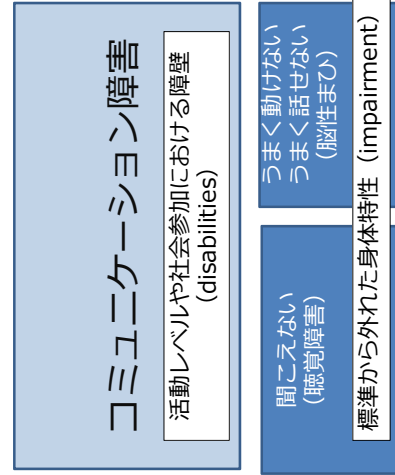 コミュニケーション障害
活動レベルや社会参加における障壁
（disabilities）
聞こえない
（聴覚障害）
うまく動けない
うまく話せない
（脳性まひ）
標準から外れた身体特性（impairment）